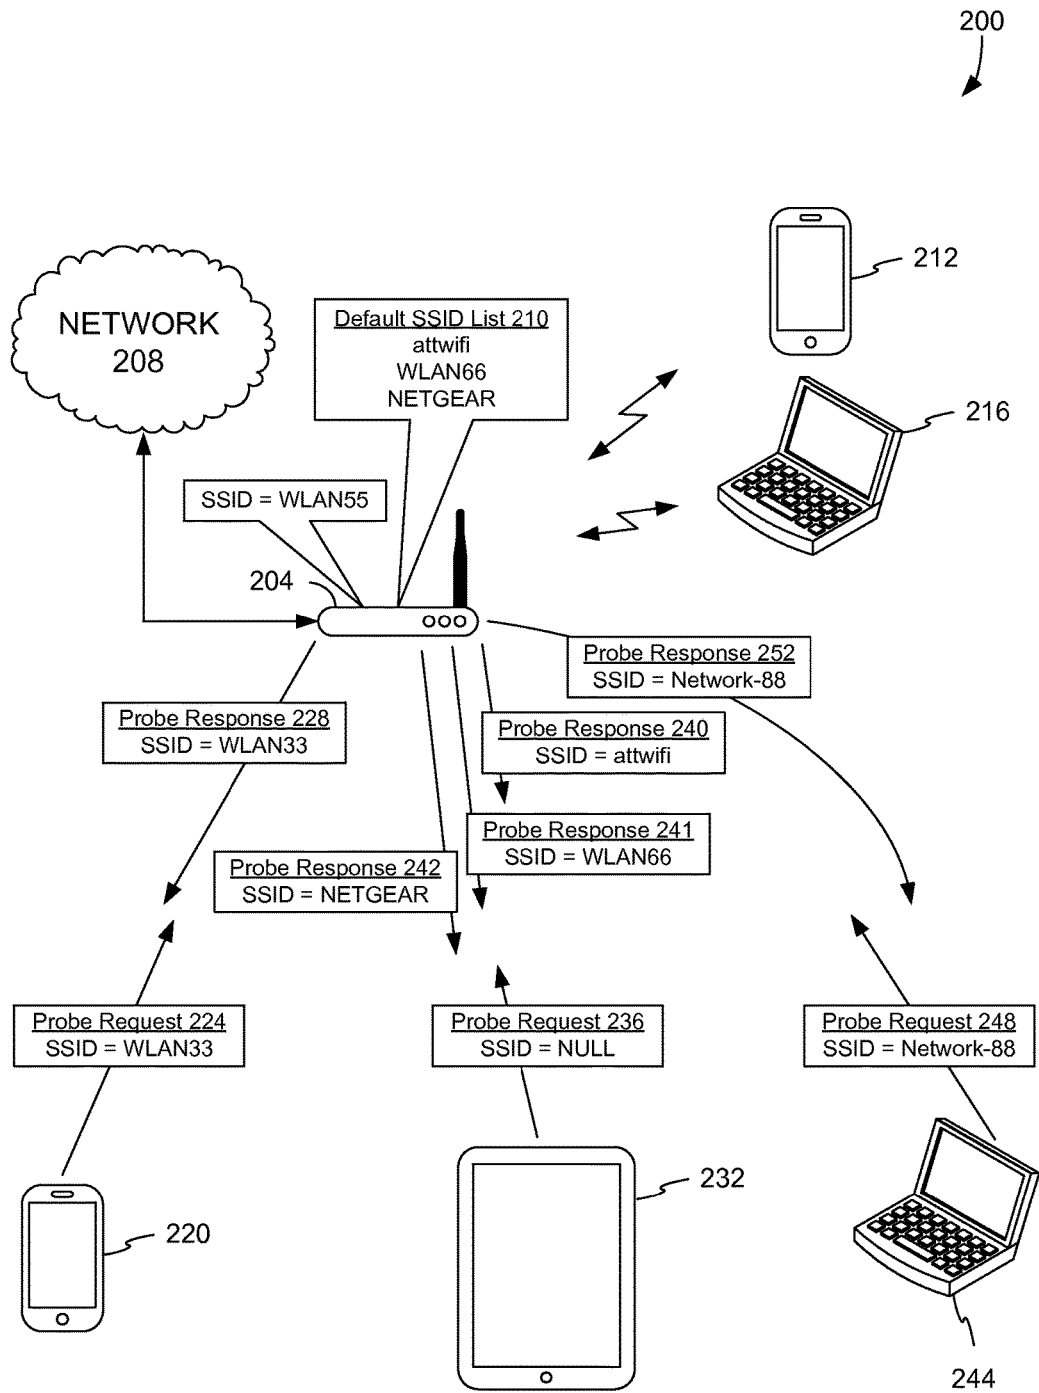 200
212
NETWORK
208
Default SSID List 210
attwifi
WLAN66
NETGEAR
216
SSID = WLAN55
204
Probe Response 252
SSID = Network-88
Probe Response 228
SSID = WLAN33
Probe Response 240
SSID = attwifi
Probe Response 241
SSID = WLAN66
Probe Response 242
SSID = NETGEAR
Probe Request 224
SSID = WLAN33
Probe Request 236
SSID = NULL
Probe Request 248
SSID = Network-88
232
220
244